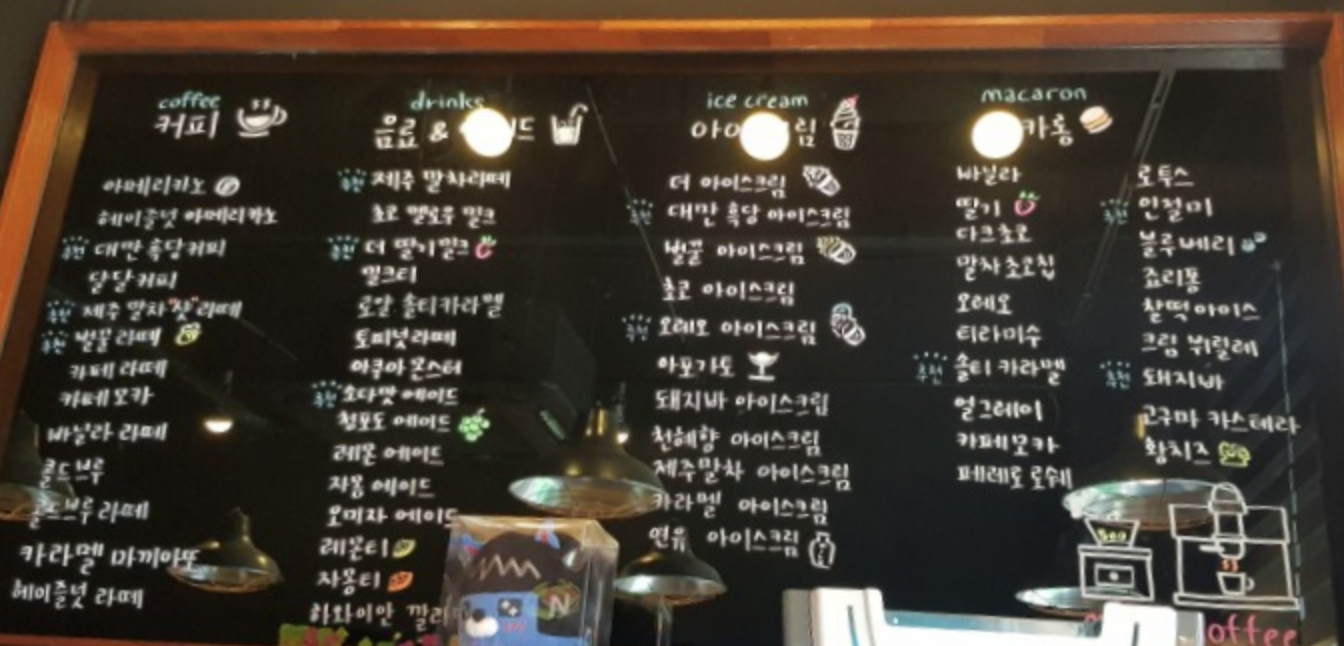 coffee
커피
아메리카노
헤이즐넛 아메리카노
추천 대만 흑당커피
달달커피
추천 제주 말차"샷"라떼
추천 벌꿀라떼
카페 라떼
카페모카
바닐라 라떼
콜드브루
콜드브루 라떼
카라멜 마끼아또
헤이즐넛 라떼
drinks
음료 &
추천 제주 말차라떼
초코 멜로우 밀크
추천 더 딸기밀크
밀크티
로얄 솔티카라멜
토피넛라떼
아쿠아 몬스터
추천 소다맛 에이드
청포도 에이드
레몬 에이드
자몽 에이드
오미자 에이드
레몬티
자몽티
하와이안
ice cream
더 아이스크림
추천 대만 흑당 아이스크림
벌꿀 아이스크림
초코 아이스크림
추천 오레오 아이스크림
아포가토
돼지바 아이스크림
천혜향 아이스크림
제주말차 아이스크림
카라멜 아이스크림
연유 아이스크림
macaron
카롱
바닐라
딸기
다크초코
말차초코칩
오레오
티라미수
추천 솔티 카라멜
얼그레이
카페모카
페레로로쉐
로투스
추천 인절미
블루베리
죠리퐁
찰떡아이스
크림 뷔릴레
추천 돼지바
고구마 카스테라
황치즈
N
offee